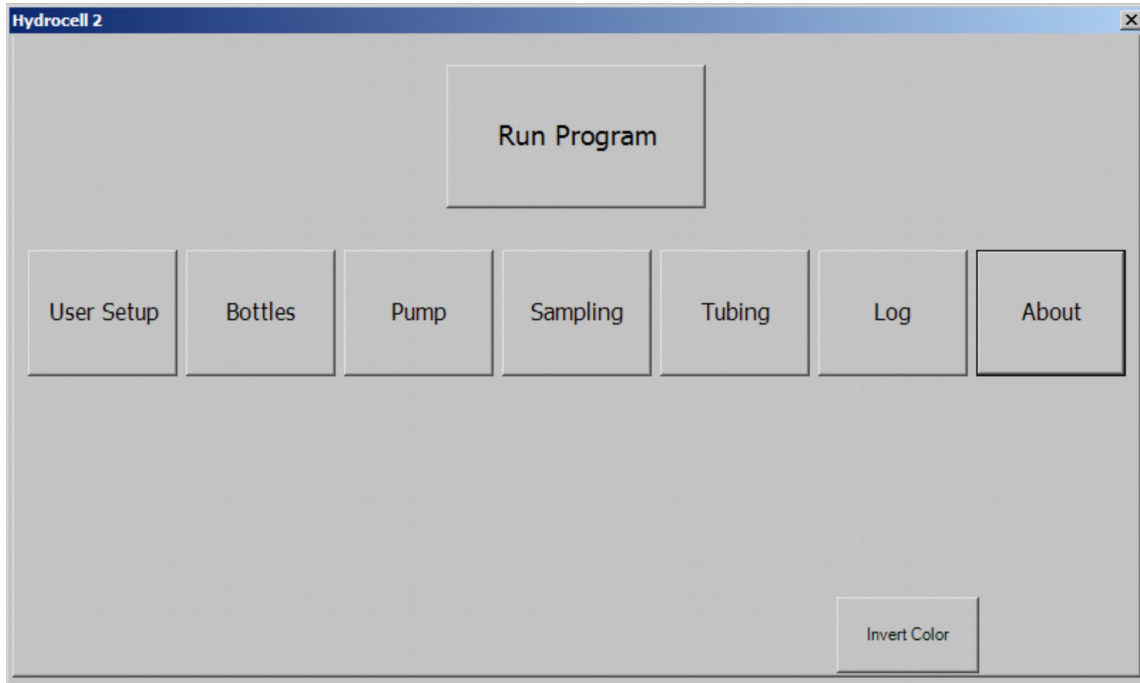 Hydrocell 2
Run Program
User Setup
Bottles
Pump
Sampling
Tubing
Log
About
Invert Color